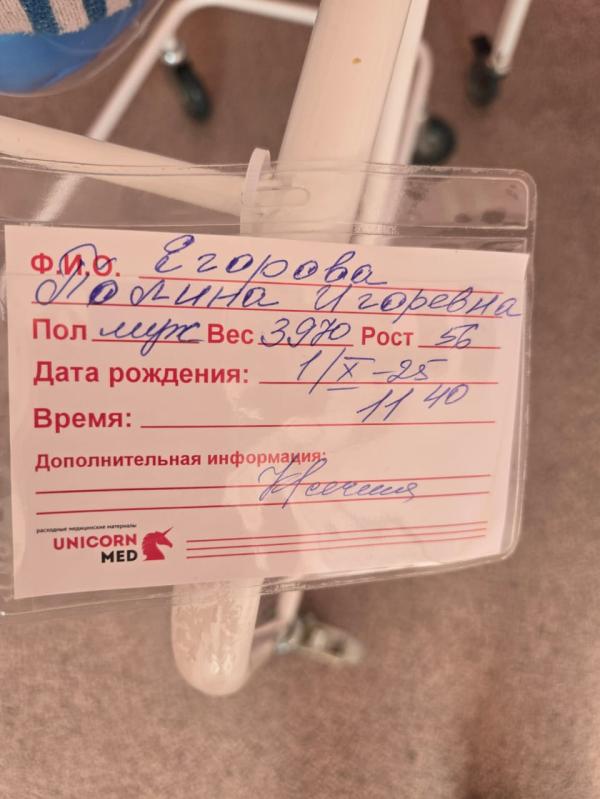 Ф.И.О. Егорова
Полина Игоревна
Пол муж Вес 3970 Рост 56
Дата рождения: 1/X-25
Время: 11 40
Дополнительная информация:
расходные медицинские материалы
UNICORN
MED